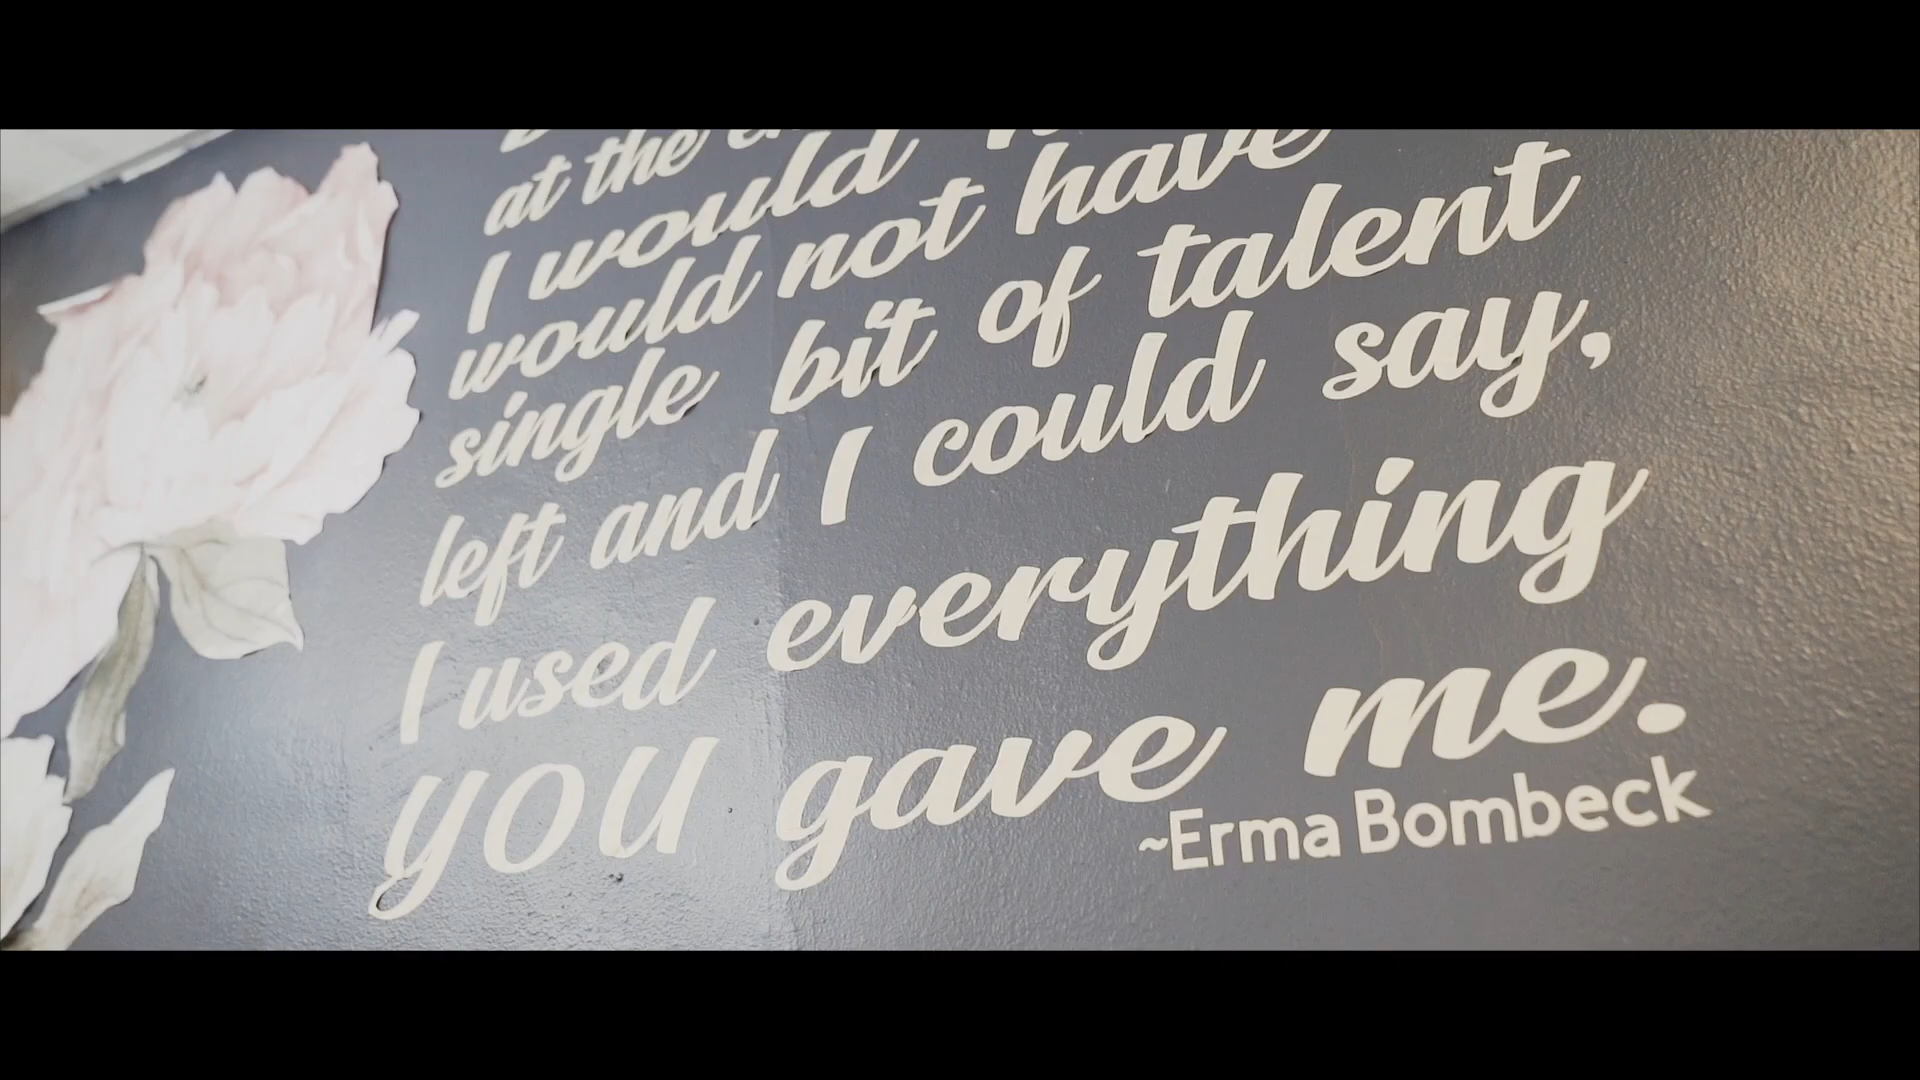 at the
I would
would not have
single bit of talent
left and I could say,
I used everything
YOU gave me.
~Erma Bombeck